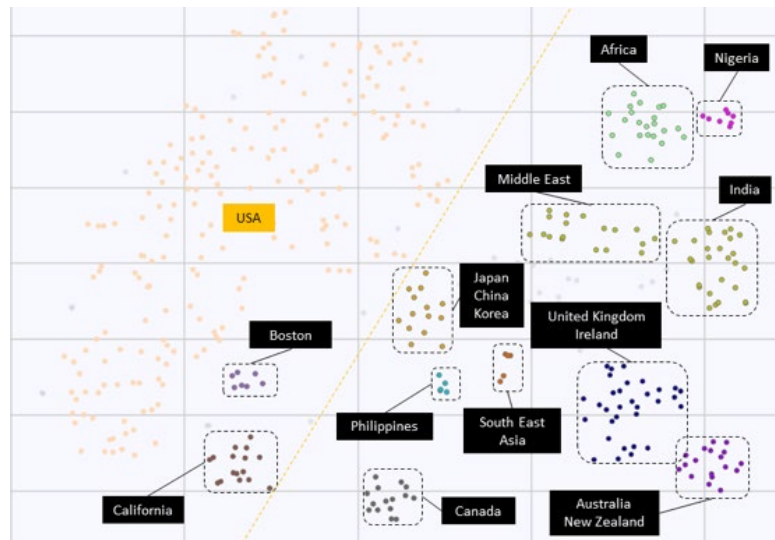 Africa
Nigeria
Middle East
India
USA
Japan
China
Korea
United Kingdom
Ireland
Boston
Philippines
South East
Asia
California
Canada
Australia
New Zealand